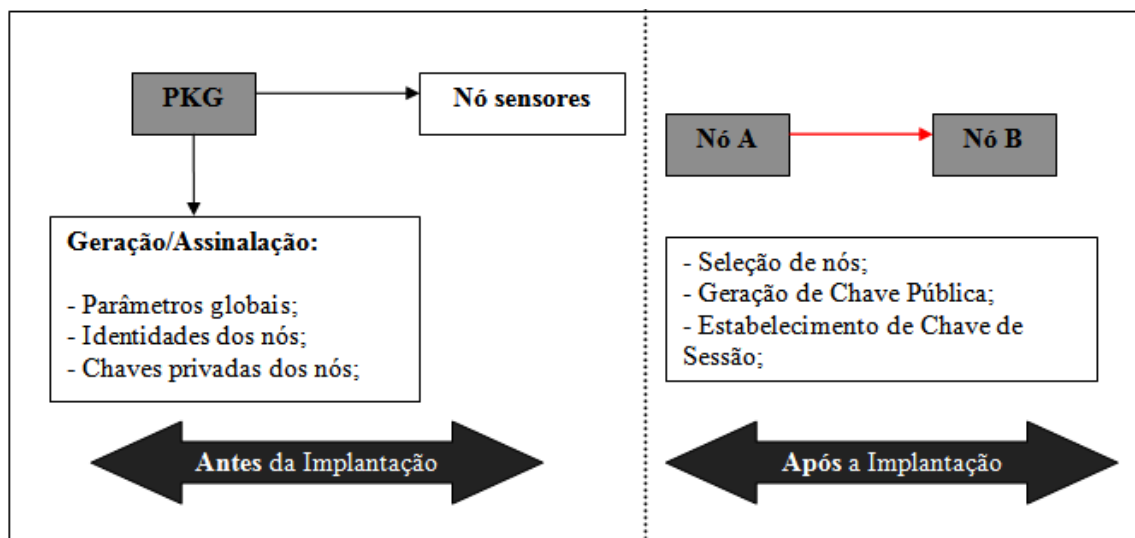 PKG
Nó sensores
Geração/Assinalação:
- Parâmetros globais;
- Identidades dos nós;
- Chaves privadas dos nós;
Antes da Implantação
Nó A
Nó B
- Seleção de nós;
- Geração de Chave Pública;
- Estabelecimento de Chave de
Sessão;
Após a Implantação